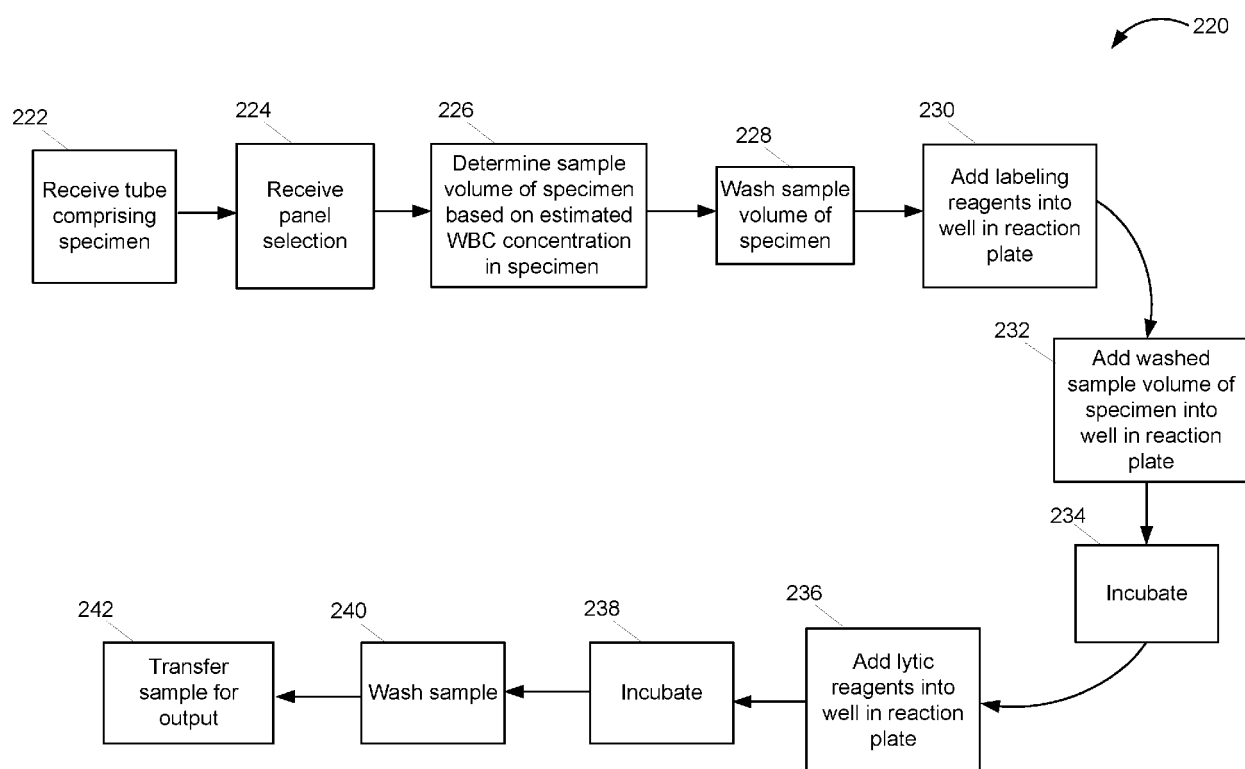 220
222
Receive tube
comprising
specimen
224
Receive
panel
selection
226
Determine sample
volume of specimen
based on estimated
WBC concentration
in specimen
228
Wash sample
volume of
specimen
230
Add labeling
reagents into
well in reaction
plate
232
Add washed
sample volume of
specimen into
well in reaction
plate
234
Incubate
236
Add lytic
reagents into
well in reaction
plate
238
Incubate
240
Wash sample
242
Transfer
sample for
output